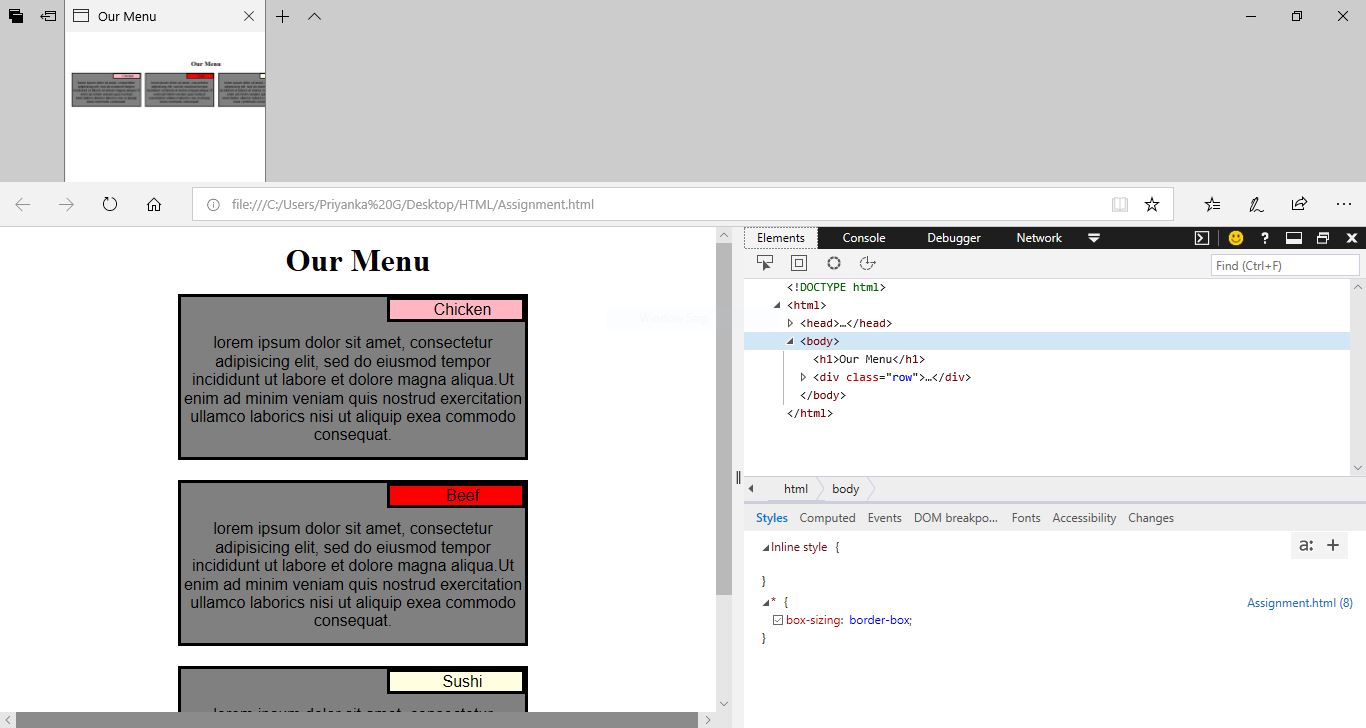 Our Menu
Our Menu
file:///C:/Users/Priyanka%20G/Desktop/HTML/Assignment.html
Our Menu
Chicken
lorem ipsum dolor sit amet, consectetur
adipisicing elit, sed do eiusmod tempor
incididunt ut labore et dolore magna aliqua.Ut
enim ad minim veniam quis nostrud exercitation
ullamco laborics nisi ut aliquip exea commodo
consequat.
Beef
lorem ipsum dolor sit amet, consectetur
adipisicing elit, sed do eiusmod tempor
incididunt ut labore et dolore magna aliqua.Ut
enim ad minim veniam quis nostrud exercitation
ullamco laborics nisi ut aliquip exea commodo
consequat.
Sushi
Elements Console Debugger Network ?
Find (Ctrl+F)
<!DOCTYPE html>
<html>
<head>…</head>
<body>
<h1>Our Menu</h1>
<div class="row">…</div>
</body>
</html>
html body
Styles Computed Events DOM breakpo... Fonts Accessibility Changes
Inline style {
a: +
}
* {
Assignment.html (8)
box-sizing: border-box;
}